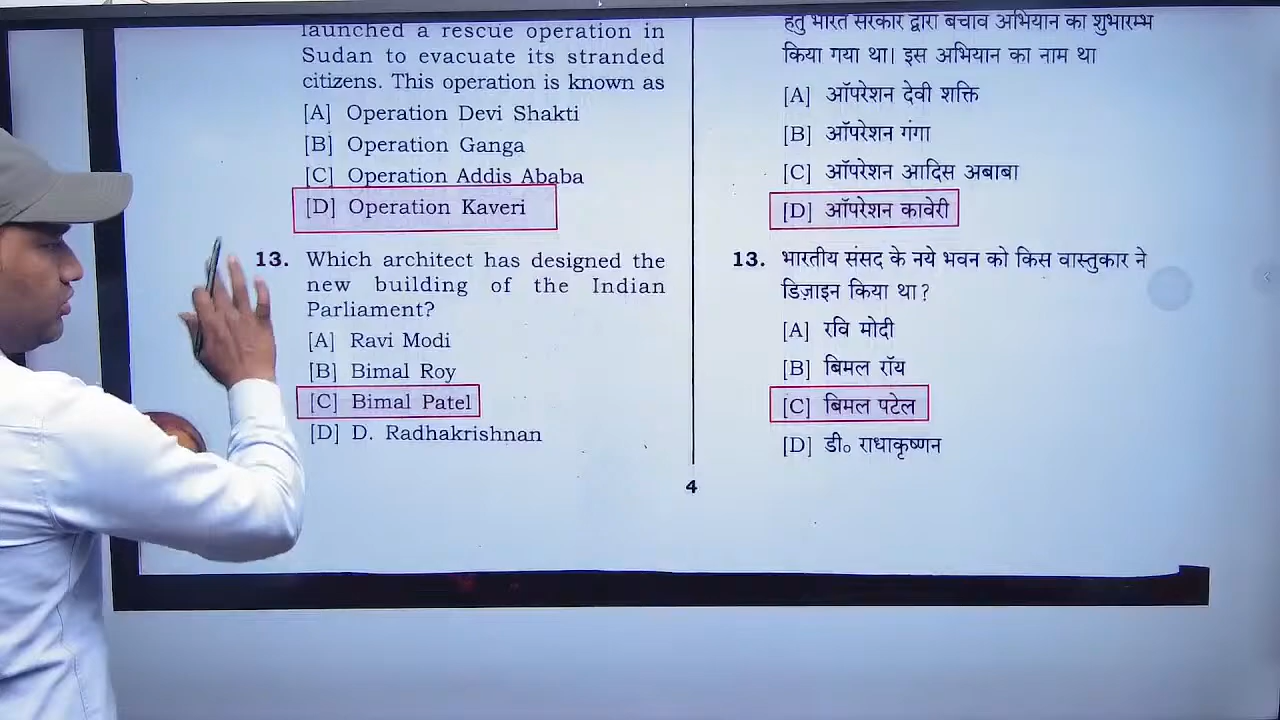 launched a rescue operation in
Sudan to evacuate its stranded
citizens. This operation is known as
[A] Operation Devi Shakti
[B] Operation Ganga
[C] Operation Addis Ababa
[D] Operation Kaveri
13. Which architect has designed the
new building of the Indian
Parliament?
[A] Ravi Modi
[B] Bimal Roy
[C] Bimal Patel
[D] D. Radhakrishnan
हेतु भारत सरकार द्वारा बचाव अभियान का शुभारम्भ
किया गया था। इस अभियान का नाम था
[A] ऑपरेशन देवी शक्ति
[B] ऑपरेशन गंगा
[C] ऑपरेशन आदिस अबाबा
[D] ऑपरेशन कावेरी
13. भारतीय संसद के नये भवन को किस वास्तुकार ने
डिज़ाइन किया था?
[A] रवि मोदी
[B] बिमल रॉय
[C] बिमल पटेल
[D] डी० राधाकृष्णन
4